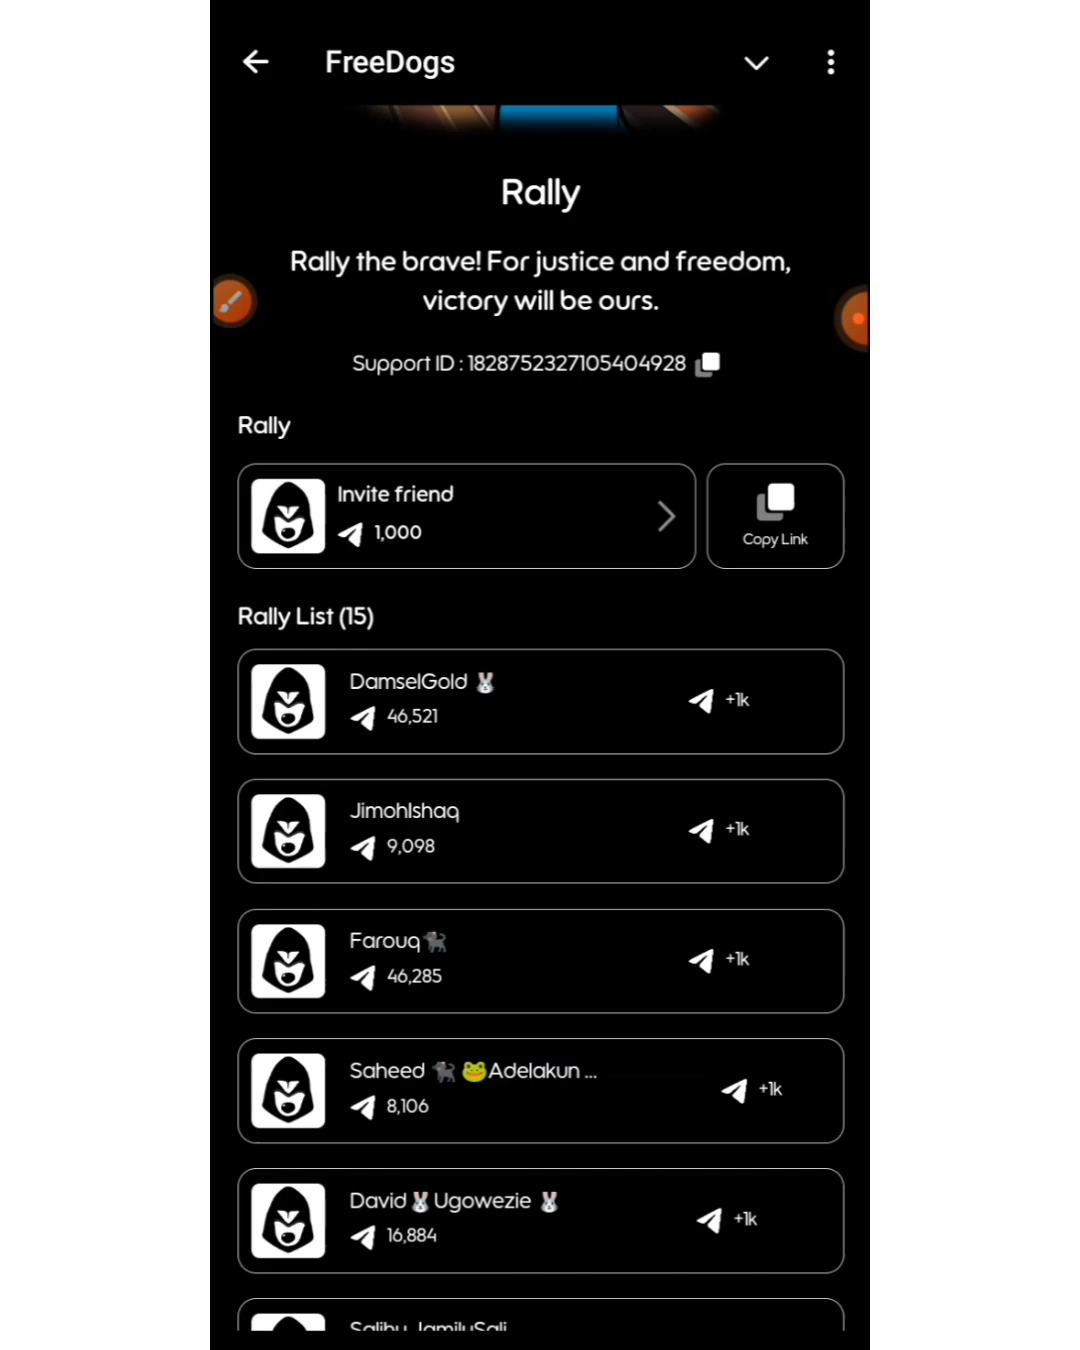 FreeDogs
Rally
Rally the brave! For justice and freedom,
victory will be ours.
Support ID : 1828752327105404928
Rally
Invite friend
1,000
Copy Link
Rally List (15)
DamselGold 🐰
46,521
+1k
JimohIshaq
9,098
+1k
Farouq🐈‍⬛
46,285
+1k
Saheed 🐈‍⬛ 🐸Adelakun ...
8,106
+1k
David🐰Ugowezie 🐰
16,884
+1k
Salihu JamiluSali